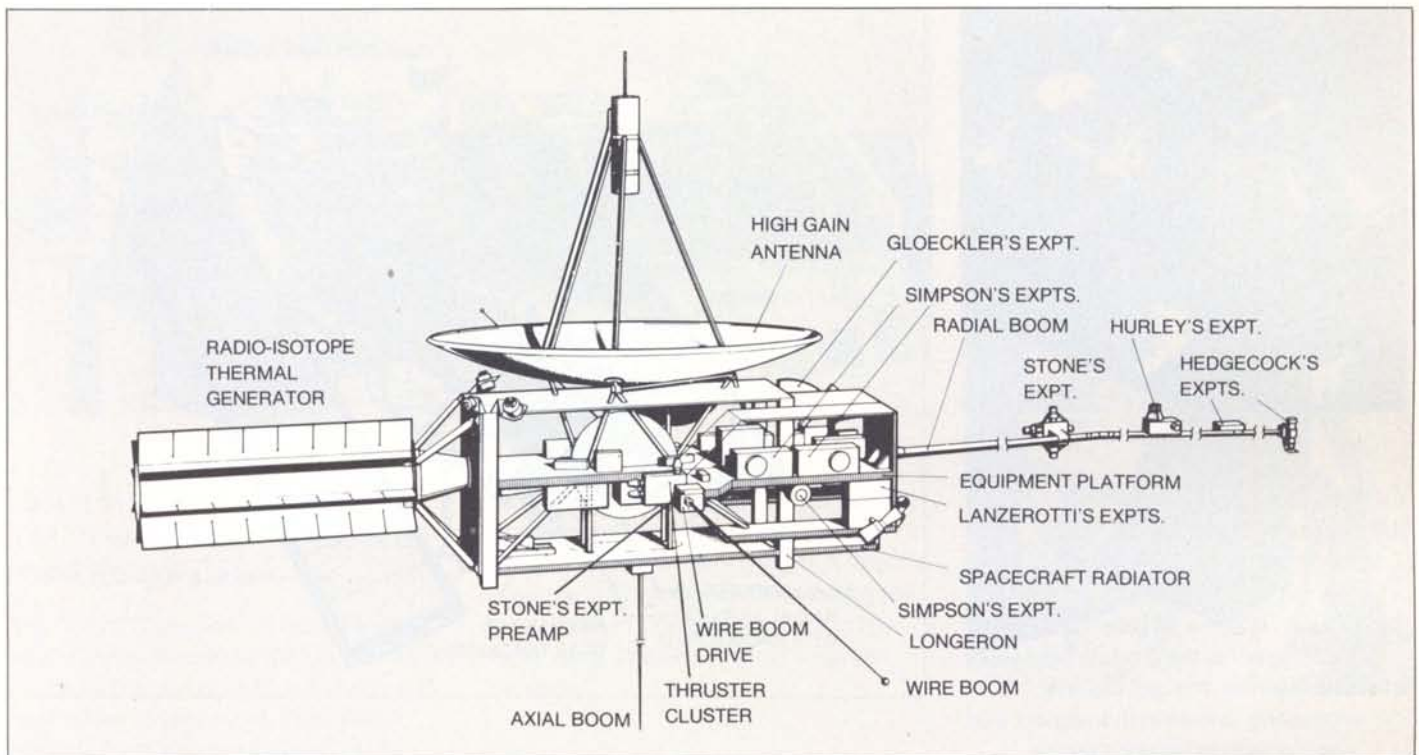 HIGH GAIN
ANTENNA
GLOECKLER'S EXPT.
SIMPSON'S EXPTS.
RADIAL BOOM
HURLEY'S EXPT.
RADIO-ISOTOPE
THERMAL
GENERATOR
STONE'S
EXPT.
HEDGECOCK'S
EXPTS.
EQUIPMENT PLATFORM
LANZEROTTI'S EXPTS.
SPACECRAFT RADIATOR
STONE'S EXPT.
PREAMP
WIRE BOOM
DRIVE
SIMPSON'S EXPT.
LONGERON
THRUSTER
CLUSTER
WIRE BOOM
AXIAL BOOM